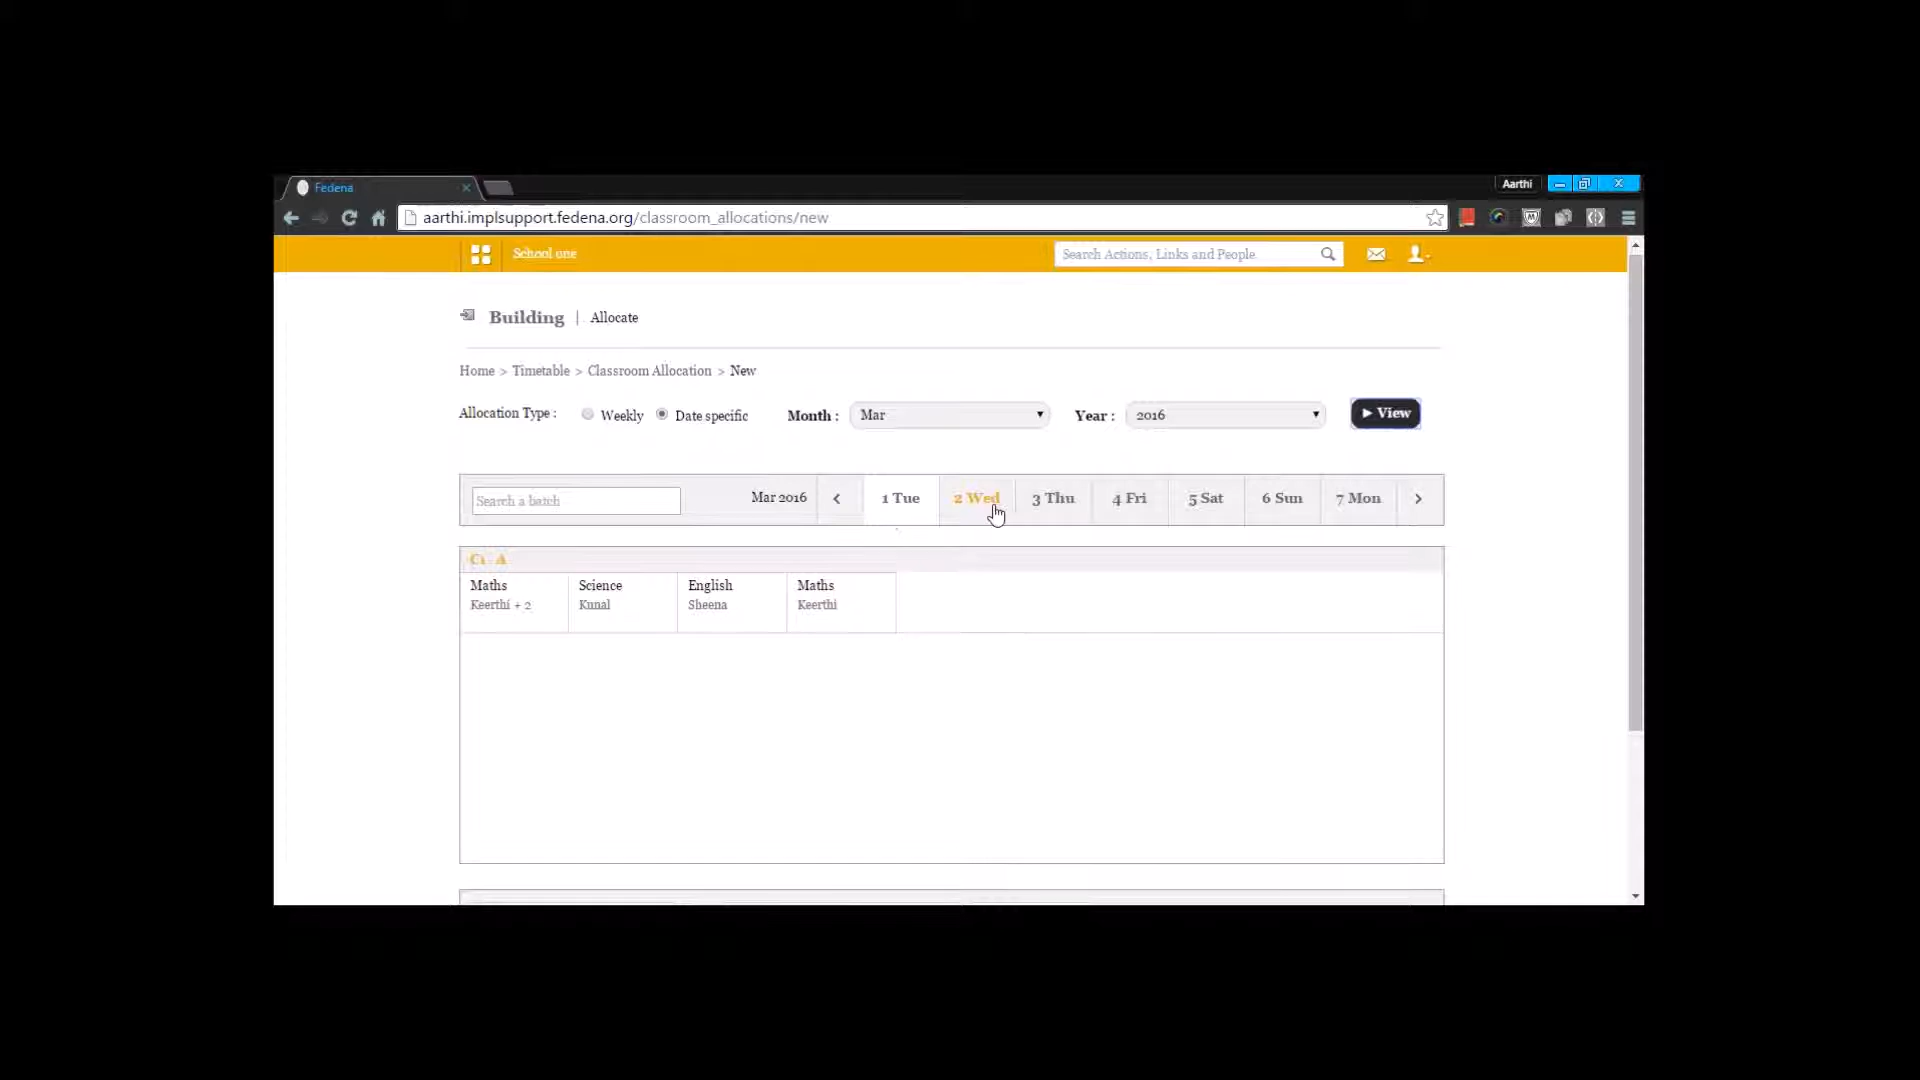 Fedena
Aarthi
aarthi.implsupport.fedena.org/classroom_allocations/new
School one
Search Actions, Links and People.
Building | Allocate
Home > Timetable > Classroom Allocation > New
Allocation Type : Weekly Date specific Month : Mar Year : 2016 View
Search a batch Mar 2016 < 1 Tue 2 Wed 3 Thu 4 Fri 5 Sat 6 Sun 7 Mon >
C1 - A
Maths Science English Maths
Keerthi + 2 Kunal Sheena Keerthi